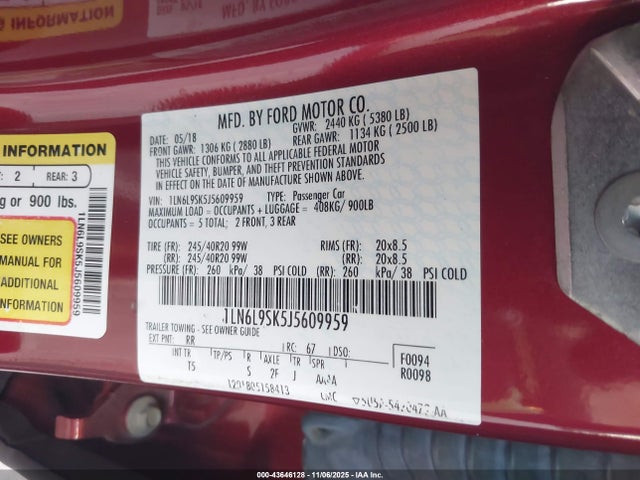 INFORMATION
INFORMATION
2 REAR: 3
g or 900 lbs.
SEE OWNERS
MANUAL FOR
ADDITIONAL
INFORMATION
1LN6L9SK5J5609959
MFD. BY FORD MOTOR CO.
05/18 GVWR: 2440 KG ( 5380 LB)
FRONT GAWR: 1306 KG ( 2880 LB) REAR GAWR: 1134 KG ( 2500 LB)
THIS VEHICLE CONFORMS TO ALL APPLICABLE FEDERAL MOTOR
VEHICLE SAFETY, BUMPER, AND THEFT PREVENTION STANDARDS
IN EFFECT ON THE DATE OF MANUFACTURE SHOWN ABOVE.
VIN: 1LN6L9SK5J5609959 TYPE: Passenger Car
MAXIMUM LOAD = OCCUPANTS + LUGGAGE = 408KG/ 900LB
OCCUPANTS = 5 TOTAL; 2 FRONT, 3 REAR
TIRE (FR): 245/40R20 99W RIMS (FR): 20x8.5
(RR): 245/40R20 99W (RR): 20x8.5
PRESSURE (FR): 260 kPa/ 38 PSI COLD (RR): 260 kPa/ 38 PSI COLD
1LN6L9SK5J5609959
TRAILER TOWING - SEE OWNER GUIDE
EXT PNT: RR RC: 67 DSO: F0094
INT TR TP/PS R AXLE TR SPR R0098
T5 S 2F J
000-43646128 - 11/06/2025 - IAA Inc.